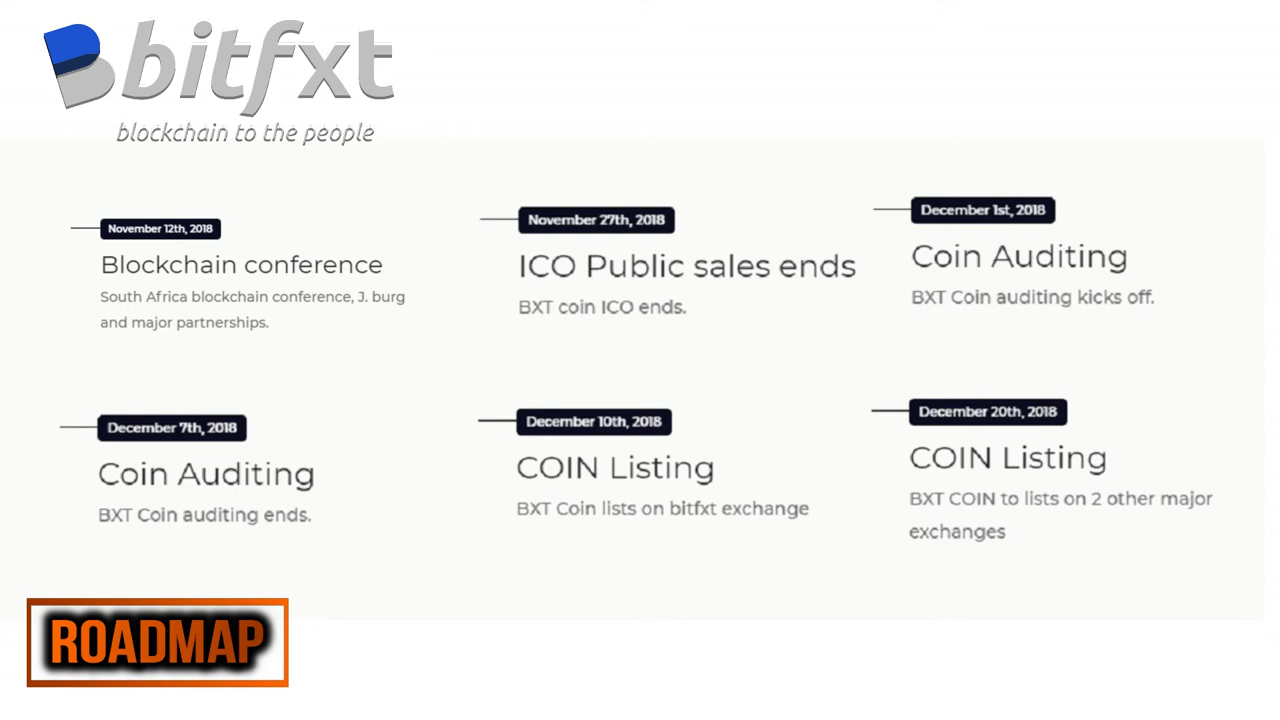 bitfxt
blockchain to the people
November 12th, 2018
Blockchain conference
South Africa blockchain conference, J. burg
and major partnerships.
November 27th, 2018
ICO Public sales ends
BXT coin ICO ends.
December 1st, 2018
Coin Auditing
BXT Coin auditing kicks off.
December 7th, 2018
Coin Auditing
BXT Coin auditing ends.
December 10th, 2018
COIN Listing
BXT Coin lists on bitfxt exchange
December 20th, 2018
COIN Listing
BXT COIN to lists on 2 other major
exchanges
ROADMAP